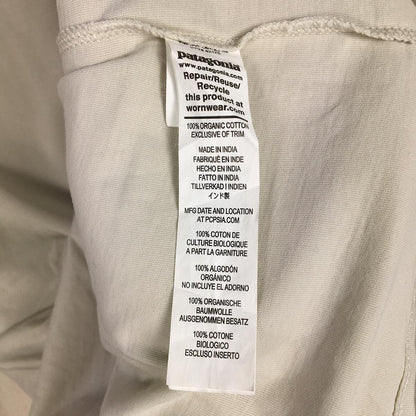 patagonia
www.patagonia.com
Repair/Reuse/
Recycle
this product at
wornwear.com
100% ORGANIC COTTON
EXCLUSIVE OF TRIM
MADE IN INDIA
FABRIQUÉ EN INDE
HECHO EN INDIA
FATTO IN INDIA
TILLVERKAD I INDIEN
インド製
MFG DATE AND LOCATION
AT PCPSIA.COM
100% COTON DE
CULTURE BIOLOGIQUE
A PART LA GARNITURE
100% ALGODÓN
ORGÁNICO
NO INCLUYE EL ADORNO
100% ORGANISCHE
BAUMWOLLE
AUSGENOMMEN BESATZ
100% COTONE
BIOLOGICO
ESCLUSO INSERTO